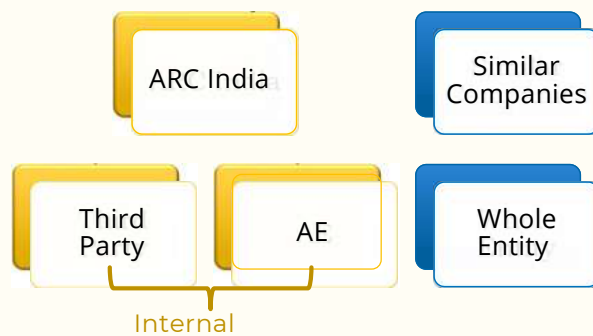 ARC India
Similar
Companies
Third
Party
AE
Whole
Entity
Internal